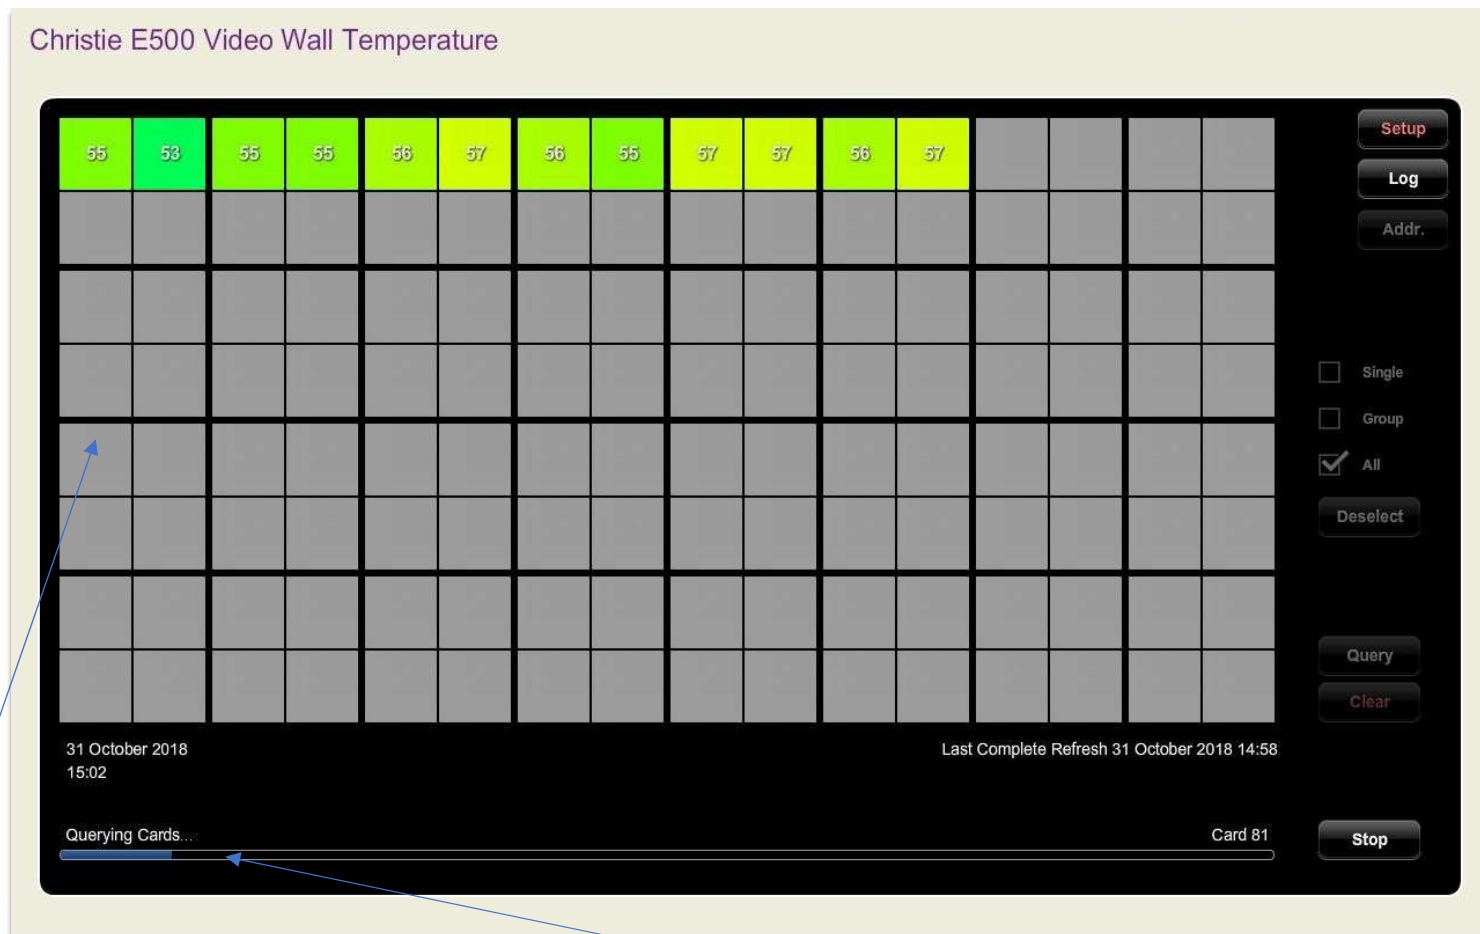 Christie E500 Video Wall Temperature
Setup
55 53 55 55 56 57 56 55 57 57 56 57
Log
Addr.
Single
Group
All
Deselect
Query
Clear
31 October 2018
Last Complete Refresh 31 October 2018 14:58
15:02
Querying Cards...
Card 81
Stop